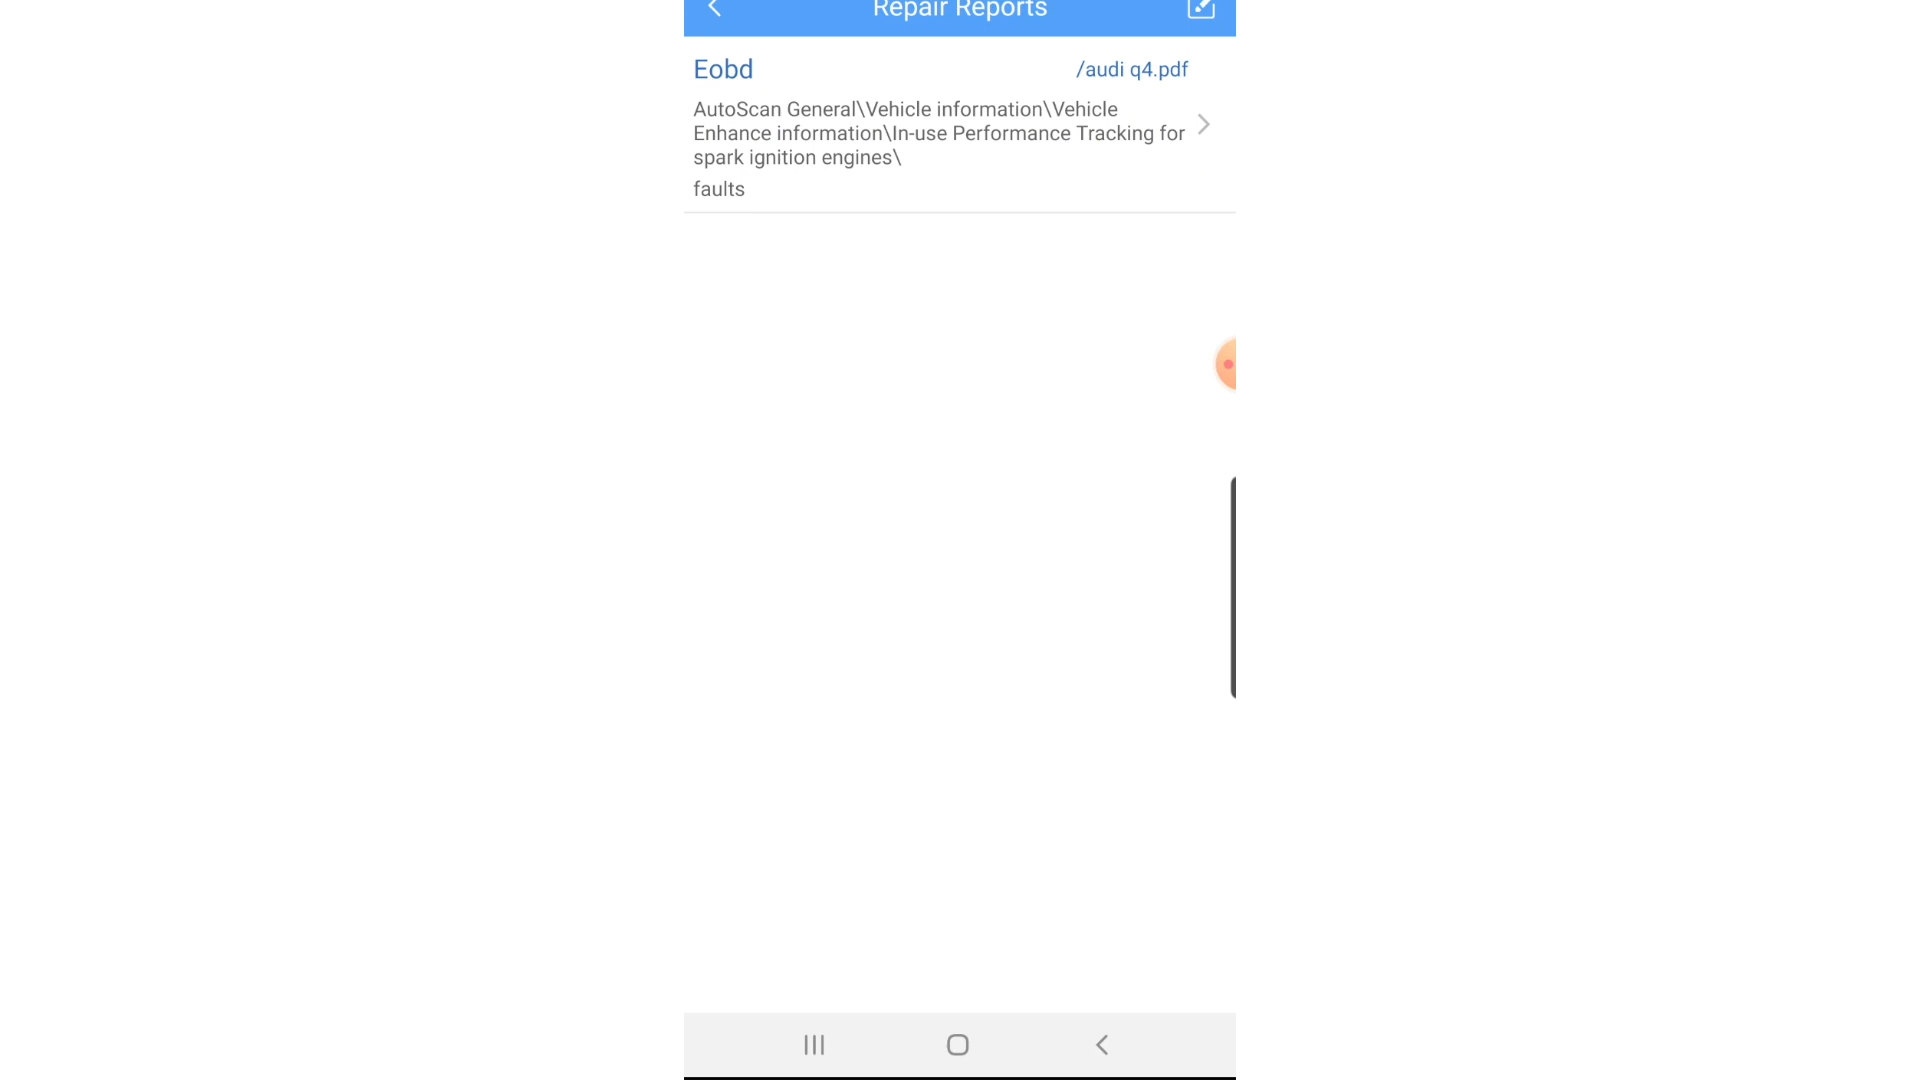 Repair Reports
Eobd
/audi q4.pdf
AutoScan General\Vehicle information\Vehicle
Enhance information\In-use Performance Tracking for
spark ignition engines\
faults